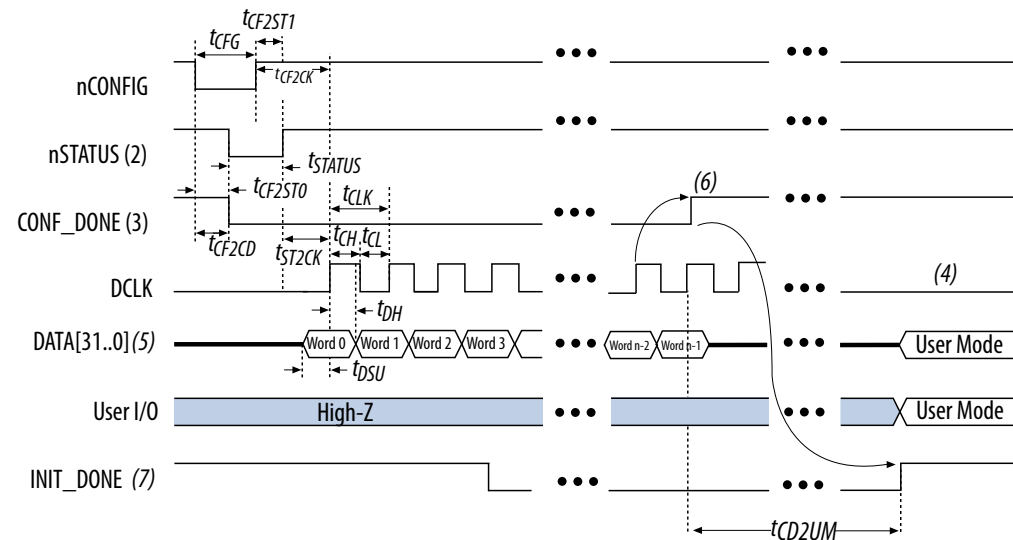 tCF2ST1
tCFG
tCF2CK
nCONFIG
nSTATUS (2)
tSTATUS
tCF2ST0
tCLK
(6)
CONF_DONE (3)
tCF2CD
tST2CK
tCH
tCL
DCLK
(4)
tDH
DATA[31..0](5)
Word 0
Word 1
Word 2
Word 3
Word n-2
Word n-1
User Mode
tDSU
User I/O
High-Z
User Mode
INIT_DONE (7)
tCD2UM